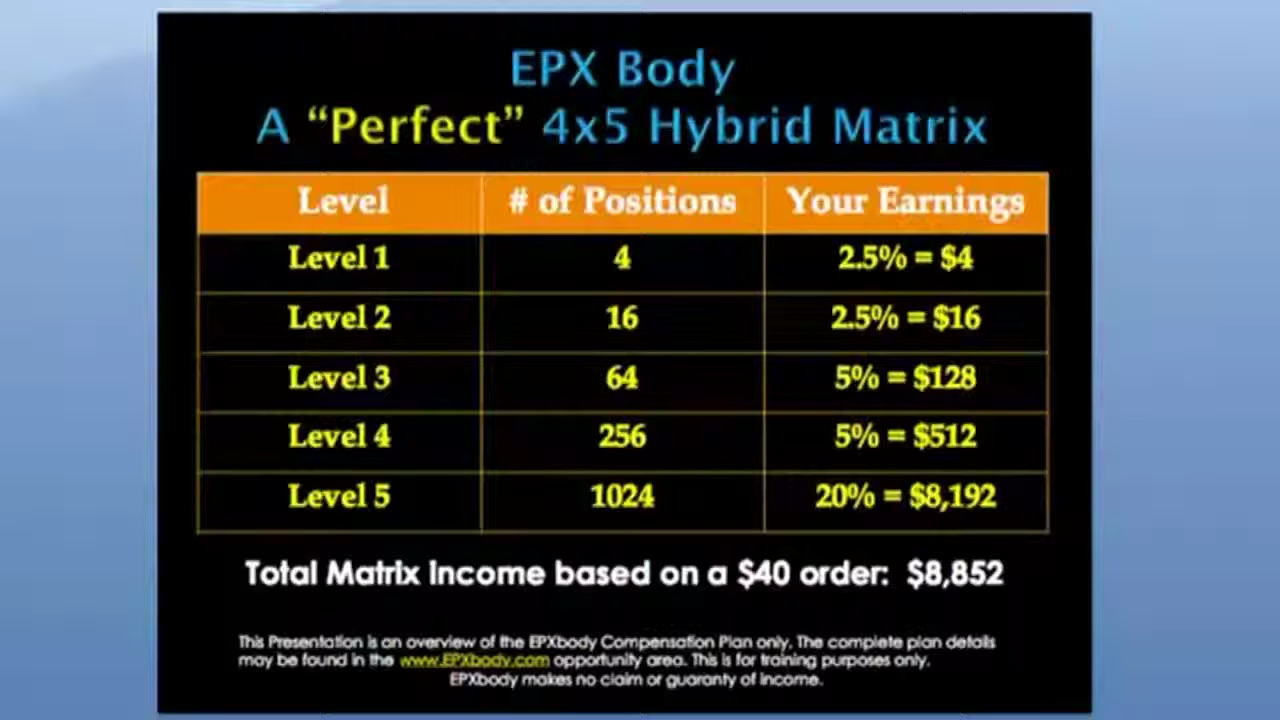 EPX Body
A “Perfect” 4x5 Hybrid Matrix
Level # of Positions Your Earnings
Level 1 4 2.5% = $4
Level 2 16 2.5% = $16
Level 3 64 5% = $128
Level 4 256 5% = $512
Level 5 1024 20% = $8,192
Total Matrix income based on a $40 order: $8,852
This Presentation is an overview of the EPXbody Compensation Plan only. The complete plan details
may be found in the www.EPXbody.com opportunity area. This is for training purposes only.
EPXbody makes no claim or guaranty of income.